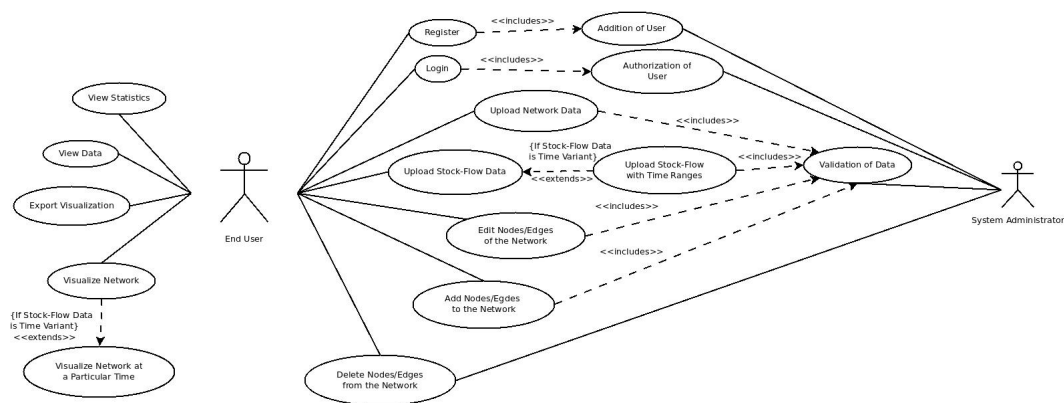 Register
<<includes>>
Addition of User
Login
<<includes>>
Authorization of
User
View Statistics
Upload Network Data
<<includes>>
View Data
{If Stock-Flow Data
is Time Variant}
<<extends>>
Upload Stock-Flow Data
Upload Stock-Flow
with Time Ranges
<<includes>>
Validation of Data
Export Visualization
End User
System Administrator
Edit Nodes/Edges
of the Network
<<includes>>
<<includes>>
Visualize Network
Add Nodes/Egdes
to the Network
{If Stock-Flow Data
is Time Variant}
<<extends>>
Visualize Network at
a Particular Time
Delete Nodes/Edges
from the Network